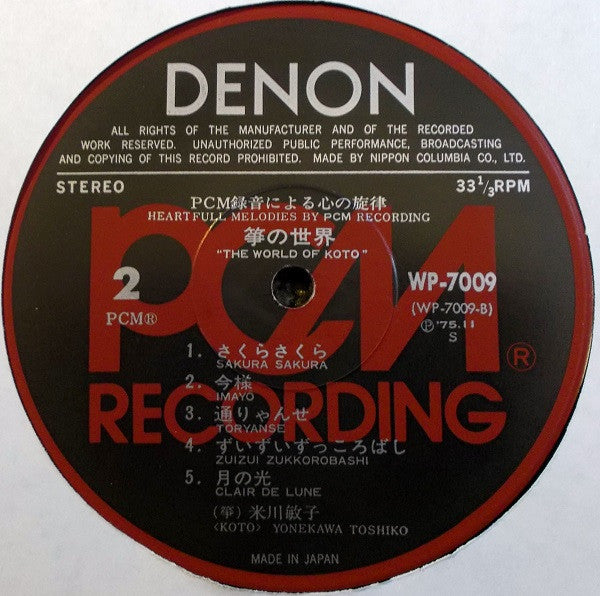 DENON
ALL RIGHTS OF THE MANUFACTURER AND OF THE RECORDED
WORK RESERVED. UNAUTHORIZED PUBLIC PERFORMANCE, BROADCASTING
AND COPYING OF THIS RECORD PROHIBITED. MADE BY NIPPON COLUMBIA CO., LTD.
STEREO 33 1/3 RPM
PCM録音による心の旋律
HEARTFULL MELODIES BY PCM RECORDING
箏の世界
"THE WORLD OF KOTO"
2
PCM®
WP-7009
(WP-7009-B)
Ⓟ'75.11
S
PCM
RECORDING®
1. さくらさくら
SAKURA SAKURA
2. 今様
IMAYO
3. 通りゃんせ
TORYANSE
4. ずいずいずっころばし
ZUIZUI ZUKKOROBASHI
5. 月の光
CLAIR DE LUNE
(箏) 米川敏子
<KOTO> YONEKAWA TOSHIKO
MADE IN JAPAN